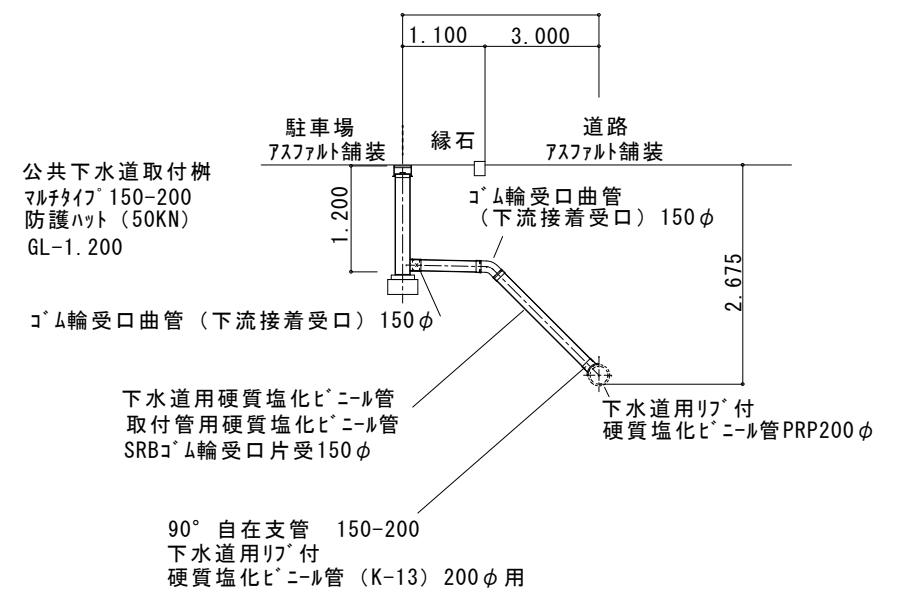 1.100
3.000
駐車場
ｱｽﾌｧﾙﾄ舗装
縁石
道路
ｱｽﾌｧﾙﾄ舗装
公共下水道取付桝
ﾏﾙﾁﾀｲﾌﾟ150-200
防護ﾊｯﾄ（50KN）
GL-1.200
1.200
ｺﾞﾑ輪受口曲管
（下流接着受口）150φ
2.675
ｺﾞﾑ輪受口曲管（下流接着受口）150φ
下水道用硬質塩化ﾋﾞﾆｰﾙ管
取付管用硬質塩化ﾋﾞﾆｰﾙ管
SRBｺﾞﾑ輪受口片受150φ
下水道用ﾘﾌﾞ付
硬質塩化ﾋﾞﾆｰﾙ管PRP200φ
90°自在支管　150-200
下水道用ﾘﾌﾞ付
硬質塩化ﾋﾞﾆｰﾙ管（K-13）200φ用